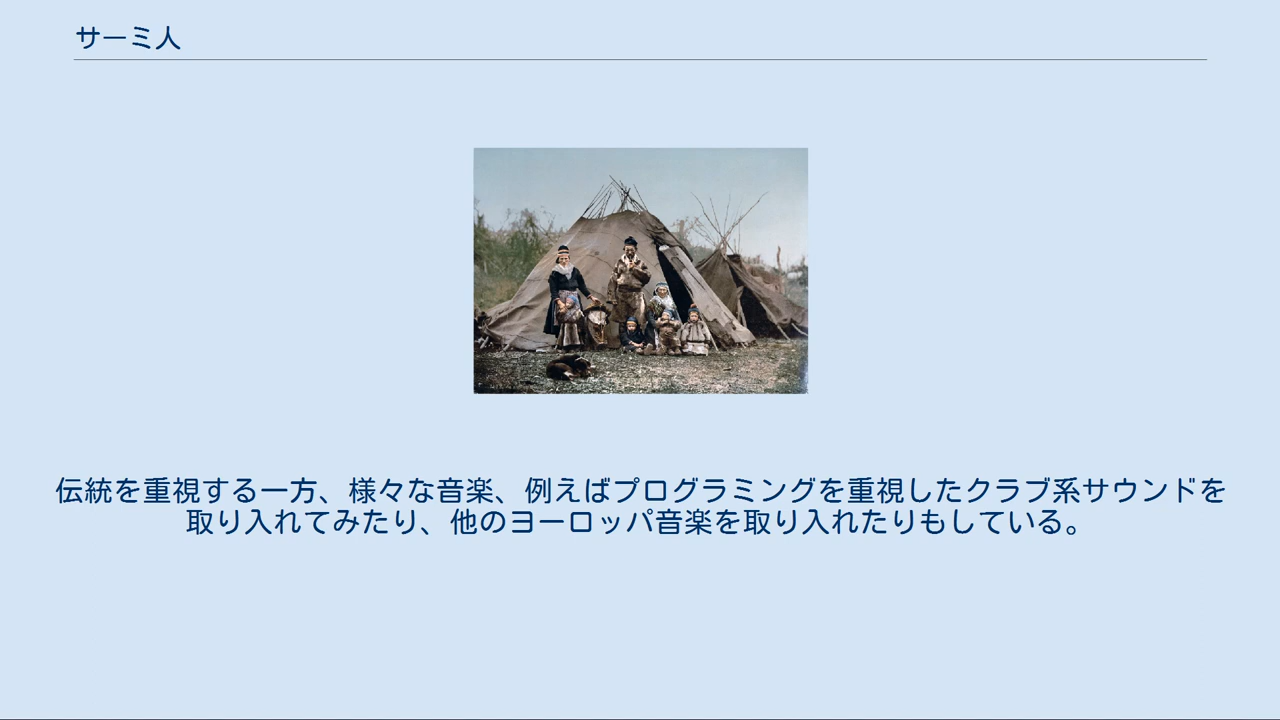 サーミ人
伝統を重視する一方、様々な音楽、例えばプログラミングを重視したクラブ系サウンドを
取り入れてみたり、他のヨーロッパ音楽を取り入れたりもしている。